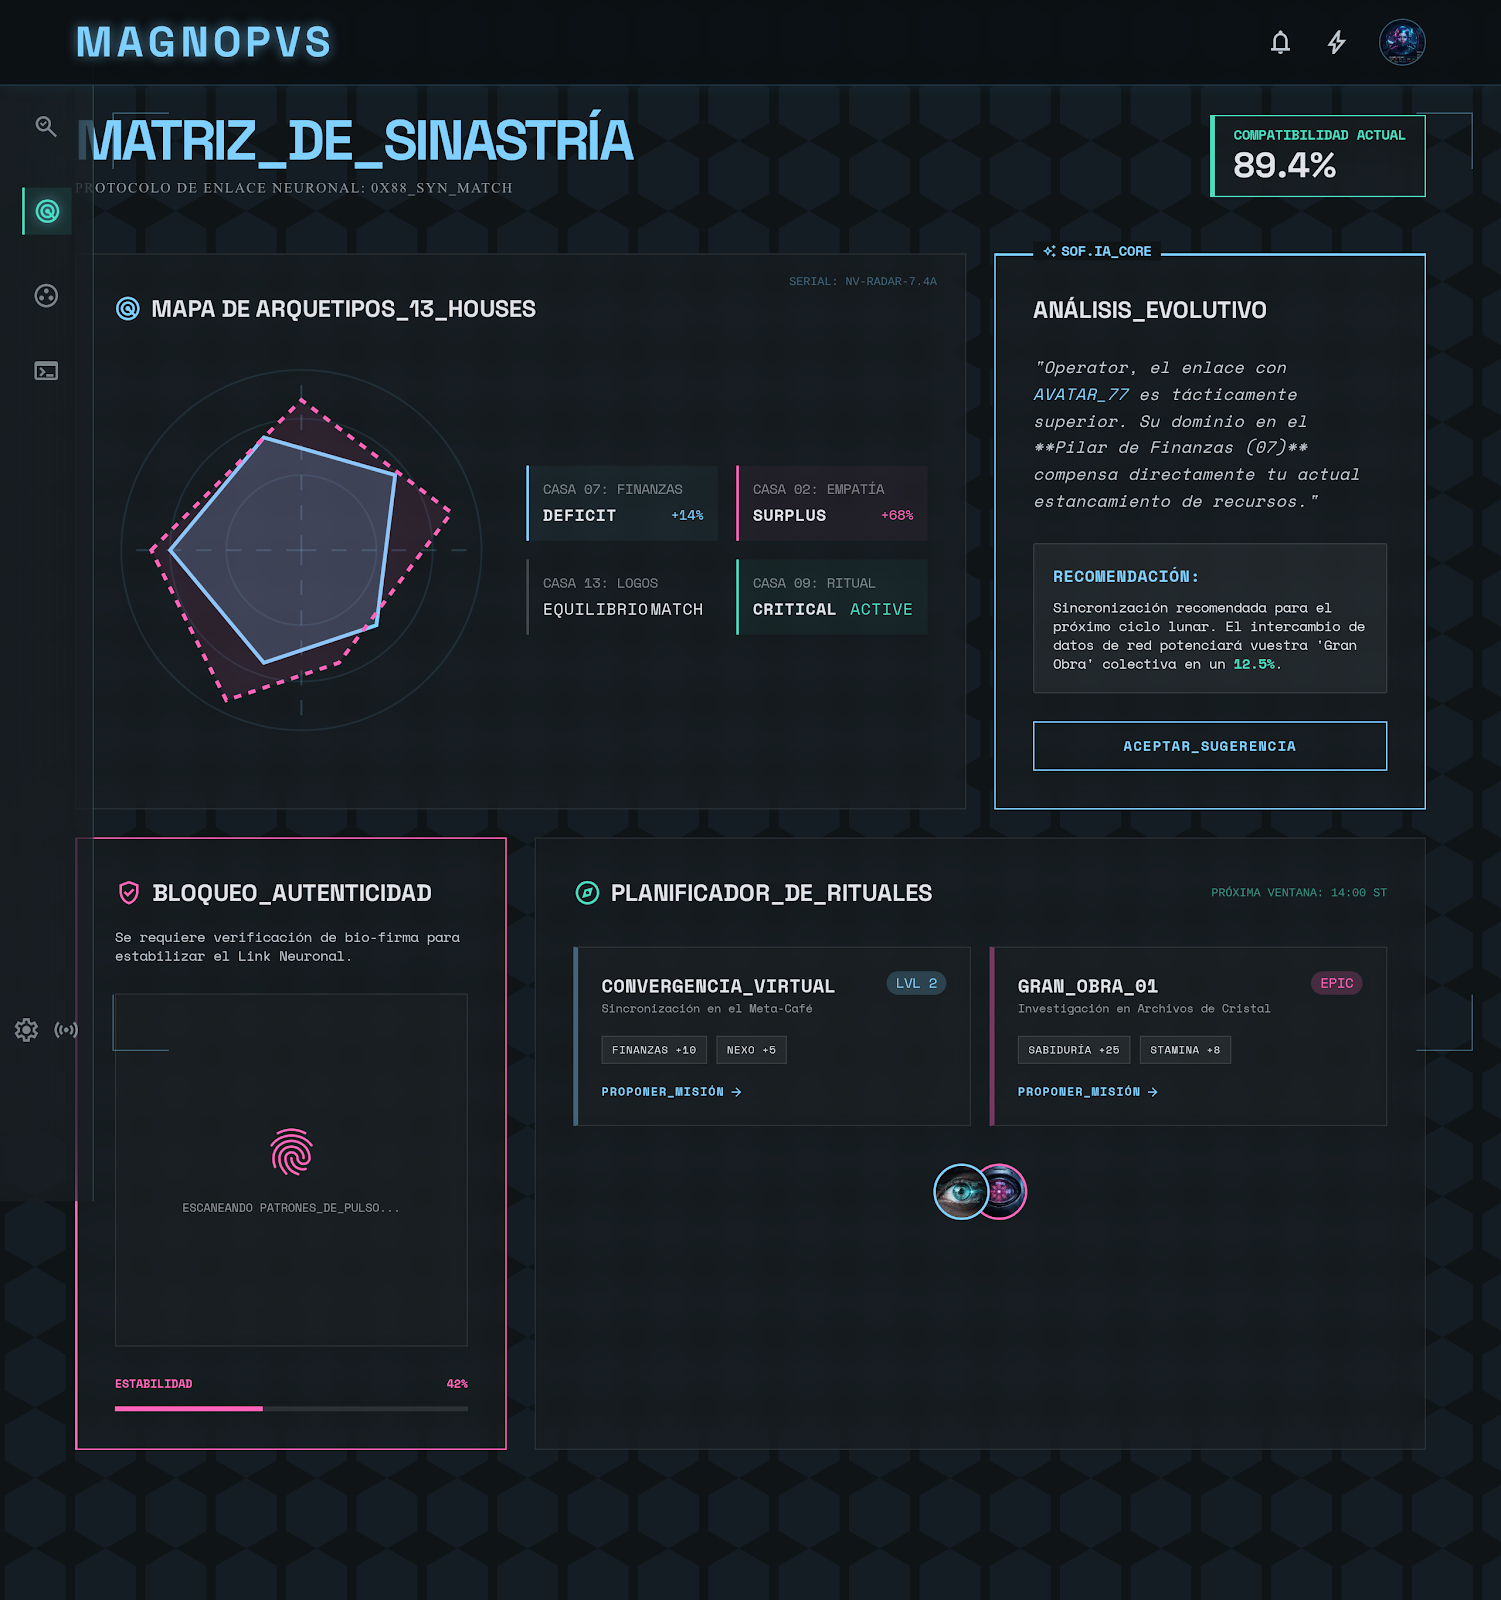 MAGNOPVS
MATRIZ_DE_SINASTRÍA
PROTOCOLO DE ENLACE NEURONAL: 0X88_SYN_MATCH
COMPATIBILIDAD ACTUAL
89.4%
SERIAL: NV-RADAR-7.4A
MAPA DE ARQUETIPOS_13_HOUSES
CASA 07: FINANZAS
DEFICIT +14%
CASA 02: EMPATÍA
SURPLUS +68%
CASA 13: LOGOS
EQUILIBRIO MATCH
CASA 09: RITUAL
CRITICAL ACTIVE
SOF.IA_CORE
ANÁLISIS_EVOLUTIVO
"Operator, el enlace con
AVATAR_77 es tácticamente
superior. Su dominio en el
**Pilar de Finanzas (07)**
compensa directamente tu actual
estancamiento de recursos."
RECOMENDACIÓN:
Sincronización recomendada para el
próximo ciclo lunar. El intercambio de
datos de red potenciará vuestra 'Gran
Obra' colectiva en un 12.5%.
ACEPTAR_SUGERENCIA
BLOQUEO_AUTENTICIDAD
Se requiere verificación de bio-firma para
estabilizar el Link Neuronal.
ESCANEANDO PATRONES_DE_PULSO...
ESTABILIDAD 42%
PLANIFICADOR_DE_RITUALES
PRÓXIMA VENTANA: 14:00 ST
CONVERGENCIA_VIRTUAL LVL 2
Sincronización en el Meta-Café
FINANZAS +10 NEXO +5
PROPONER_MISIÓN →
GRAN_OBRA_01 EPIC
Investigación en Archivos de Cristal
SABIDURÍA +25 STAMINA +8
PROPONER_MISIÓN →